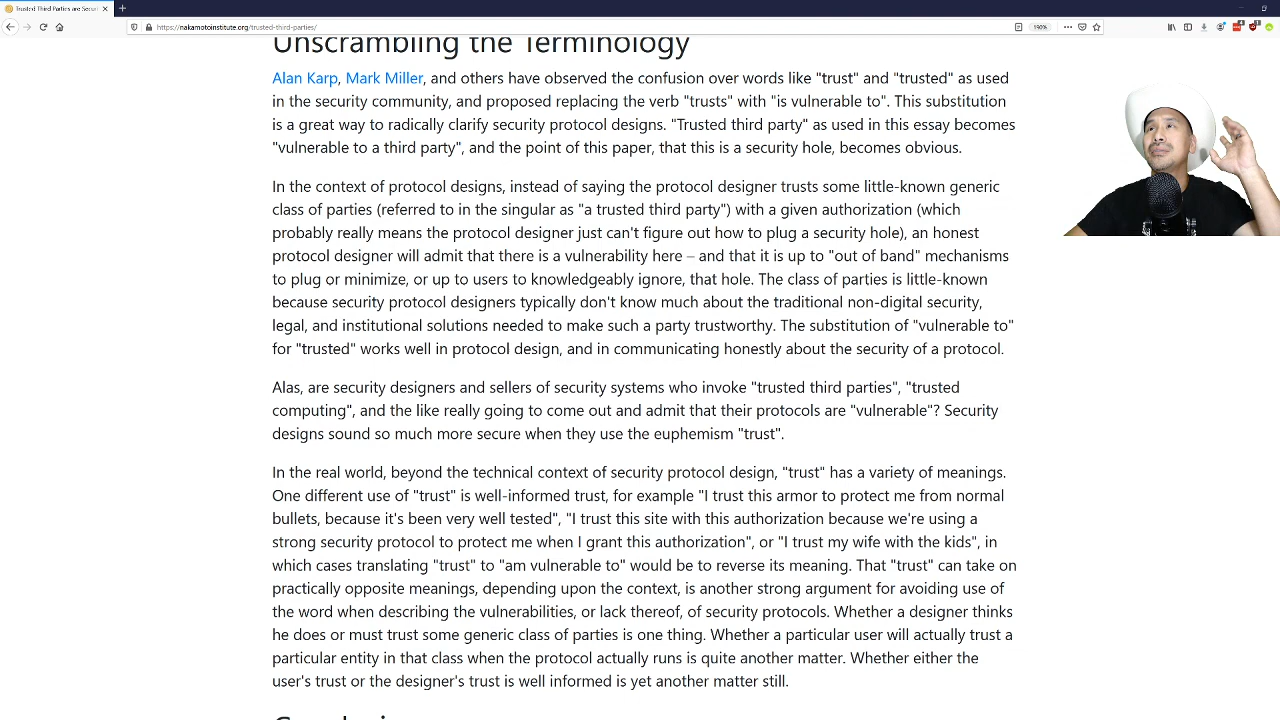 Trusted Third Parties are Securi
https://nakamotoinstitute.org/trusted-third-parties/
190%
Unscrambling the Terminology
Alan Karp, Mark Miller, and others have observed the confusion over words like "trust" and "trusted" as used
in the security community, and proposed replacing the verb "trusts" with "is vulnerable to". This substitution
is a great way to radically clarify security protocol designs. "Trusted third party" as used in this essay becomes
"vulnerable to a third party", and the point of this paper, that this is a security hole, becomes obvious.
In the context of protocol designs, instead of saying the protocol designer trusts some little-known generic
class of parties (referred to in the singular as "a trusted third party") with a given authorization (which
probably really means the protocol designer just can't figure out how to plug a security hole), an honest
protocol designer will admit that there is a vulnerability here – and that it is up to "out of band" mechanisms
to plug or minimize, or up to users to knowledgeably ignore, that hole. The class of parties is little-known
because security protocol designers typically don't know much about the traditional non-digital security,
legal, and institutional solutions needed to make such a party trustworthy. The substitution of "vulnerable to"
for "trusted" works well in protocol design, and in communicating honestly about the security of a protocol.
Alas, are security designers and sellers of security systems who invoke "trusted third parties", "trusted
computing", and the like really going to come out and admit that their protocols are "vulnerable"? Security
designs sound so much more secure when they use the euphemism "trust".
In the real world, beyond the technical context of security protocol design, "trust" has a variety of meanings.
One different use of "trust" is well-informed trust, for example "I trust this armor to protect me from normal
bullets, because it's been very well tested", "I trust this site with this authorization because we're using a
strong security protocol to protect me when I grant this authorization", or "I trust my wife with the kids", in
which cases translating "trust" to "am vulnerable to" would be to reverse its meaning. That "trust" can take on
practically opposite meanings, depending upon the context, is another strong argument for avoiding use of
the word when describing the vulnerabilities, or lack thereof, of security protocols. Whether a designer thinks
he does or must trust some generic class of parties is one thing. Whether a particular user will actually trust a
particular entity in that class when the protocol actually runs is quite another matter. Whether either the
user's trust or the designer's trust is well informed is yet another matter still.